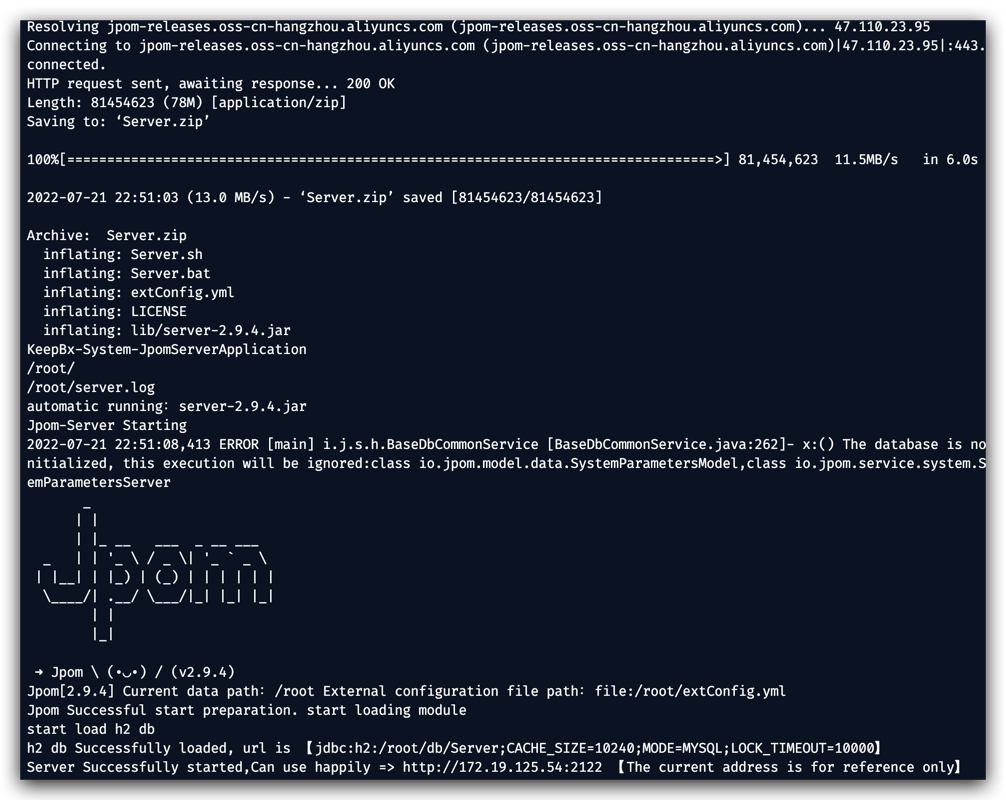 Resolving jpom-releases.oss-cn-hangzhou.aliyuncs.com (jpom-releases.oss-cn-hangzhou.aliyuncs.com)... 47.110.23.95
Connecting to jpom-releases.oss-cn-hangzhou.aliyuncs.com (jpom-releases.oss-cn-hangzhou.aliyuncs.com)|47.110.23.95|:443.
connected.
HTTP request sent, awaiting response... 200 OK
Length: 81454623 (78M) [application/zip]
Saving to: ‘Server.zip’
100%[=================================================================================>] 81,454,623  11.5MB/s   in 6.0s
2022-07-21 22:51:03 (13.0 MB/s) - ‘Server.zip’ saved [81454623/81454623]
Archive:  Server.zip
  inflating: Server.sh
  inflating: Server.bat
  inflating: extConfig.yml
  inflating: LICENSE
  inflating: lib/server-2.9.4.jar
KeepBx-System-JpomServerApplication
/root/
/root/server.log
automatic running: server-2.9.4.jar
Jpom-Server Starting
2022-07-21 22:51:08,413 ERROR [main] i.j.s.h.BaseDbCommonService [BaseDbCommonService.java:262]- x:() The database is no
nitialized, this execution will be ignored:class io.jpom.model.data.SystemParametersModel,class io.jpom.service.system.S
emParametersServer
       _
      | |
      | |_ __   ___  _ __ ___
  _   | | '_ \ / _ \| '_ ` _ \
 | |__| | |_) | (_) | | | | | |
  \____/| .__/ \___/|_| |_| |_|
        | |
        |_|
➜ Jpom \ (•◡•) / (v2.9.4)
Jpom[2.9.4] Current data path: /root External configuration file path: file:/root/extConfig.yml
Jpom Successful start preparation. start loading module
start load h2 db
h2 db Successfully loaded, url is 【jdbc:h2:/root/db/Server;CACHE_SIZE=10240;MODE=MYSQL;LOCK_TIMEOUT=10000】
Server Successfully started,Can use happily => http://172.19.125.54:2122 【The current address is for reference only】